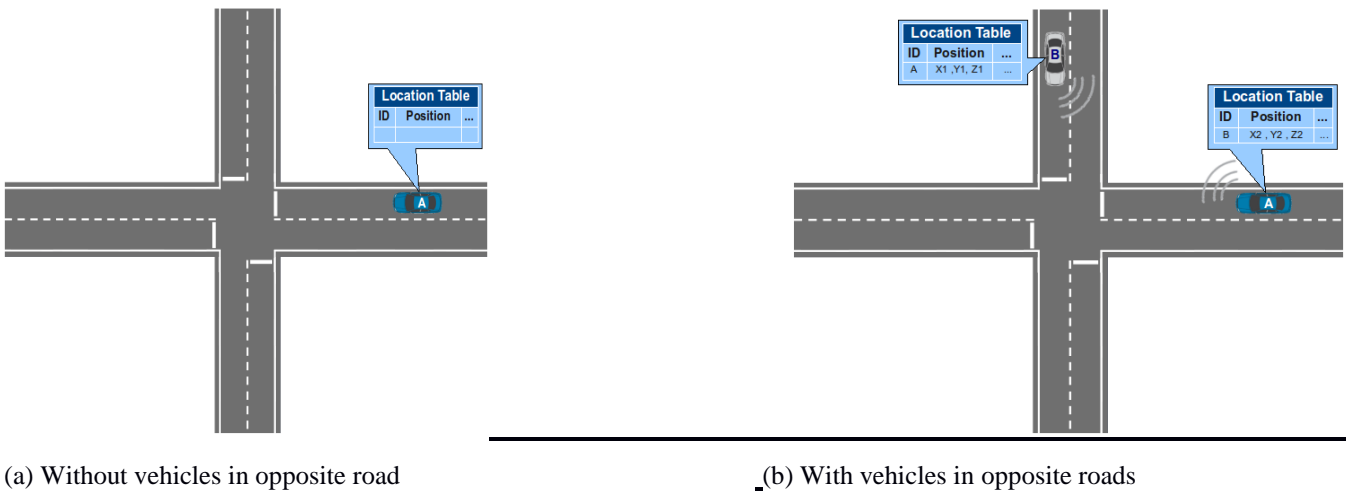 Location Table
ID Position ...
A
Location Table
ID Position ...
A X1 ,Y1, Z1 ...
B
Location Table
ID Position ...
B X2 , Y2 , Z2 ...
A
(a) Without vehicles in opposite road
(b) With vehicles in opposite roads